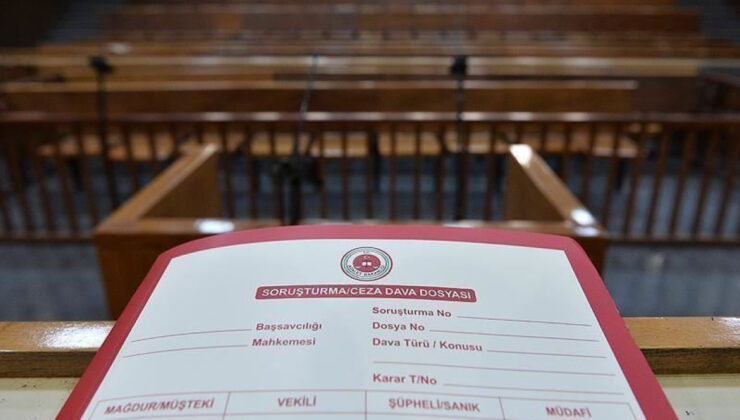 SORUŞTURMA/CEZA DAVA DOSYASI
Başsavcılığı
Mahkemesi
Soruşturma No
Dosya No
Dava Türü / Konusu
Karar T/No
MAĞDUR/MÜŞTEKİ VEKİLİ ŞÜPHELİ/SANIK MÜDAFİ